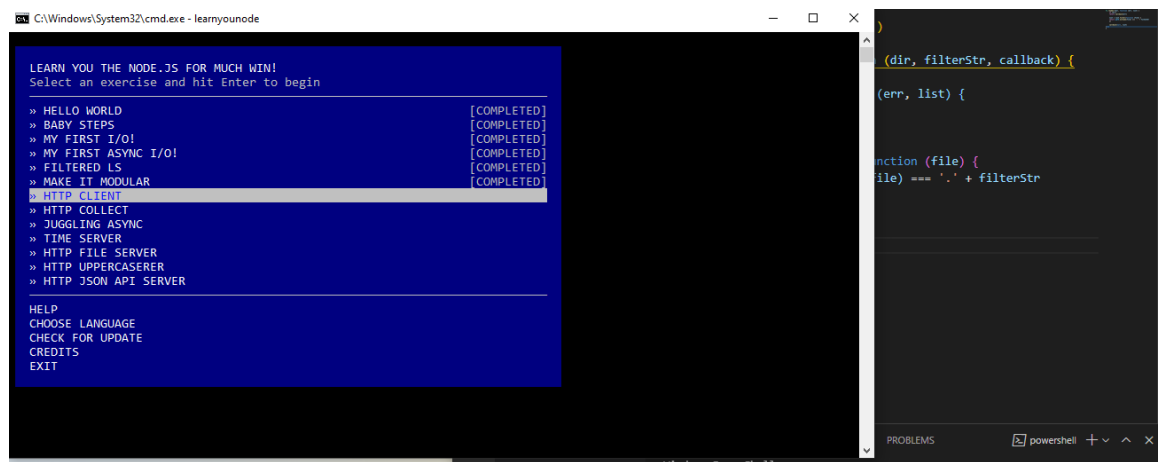 C:\Windows\System32\cmd.exe - learnyounode
LEARN YOU THE NODE.JS FOR MUCH WIN!
Select an exercise and hit Enter to begin
» HELLO WORLD [COMPLETED]
» BABY STEPS [COMPLETED]
» MY FIRST I/O! [COMPLETED]
» MY FIRST ASYNC I/O! [COMPLETED]
» FILTERED LS [COMPLETED]
» MAKE IT MODULAR [COMPLETED]
» HTTP CLIENT
» HTTP COLLECT
» JUGGLING ASYNC
» TIME SERVER
» HTTP FILE SERVER
» HTTP UPPERCASERER
» HTTP JSON API SERVER
HELP
CHOOSE LANGUAGE
CHECK FOR UPDATE
CREDITS
EXIT
)
(dir, filterStr, callback) {
(err, list) {
nction (file) {
ile) === '.' + filterStr
PROBLEMS
powershell